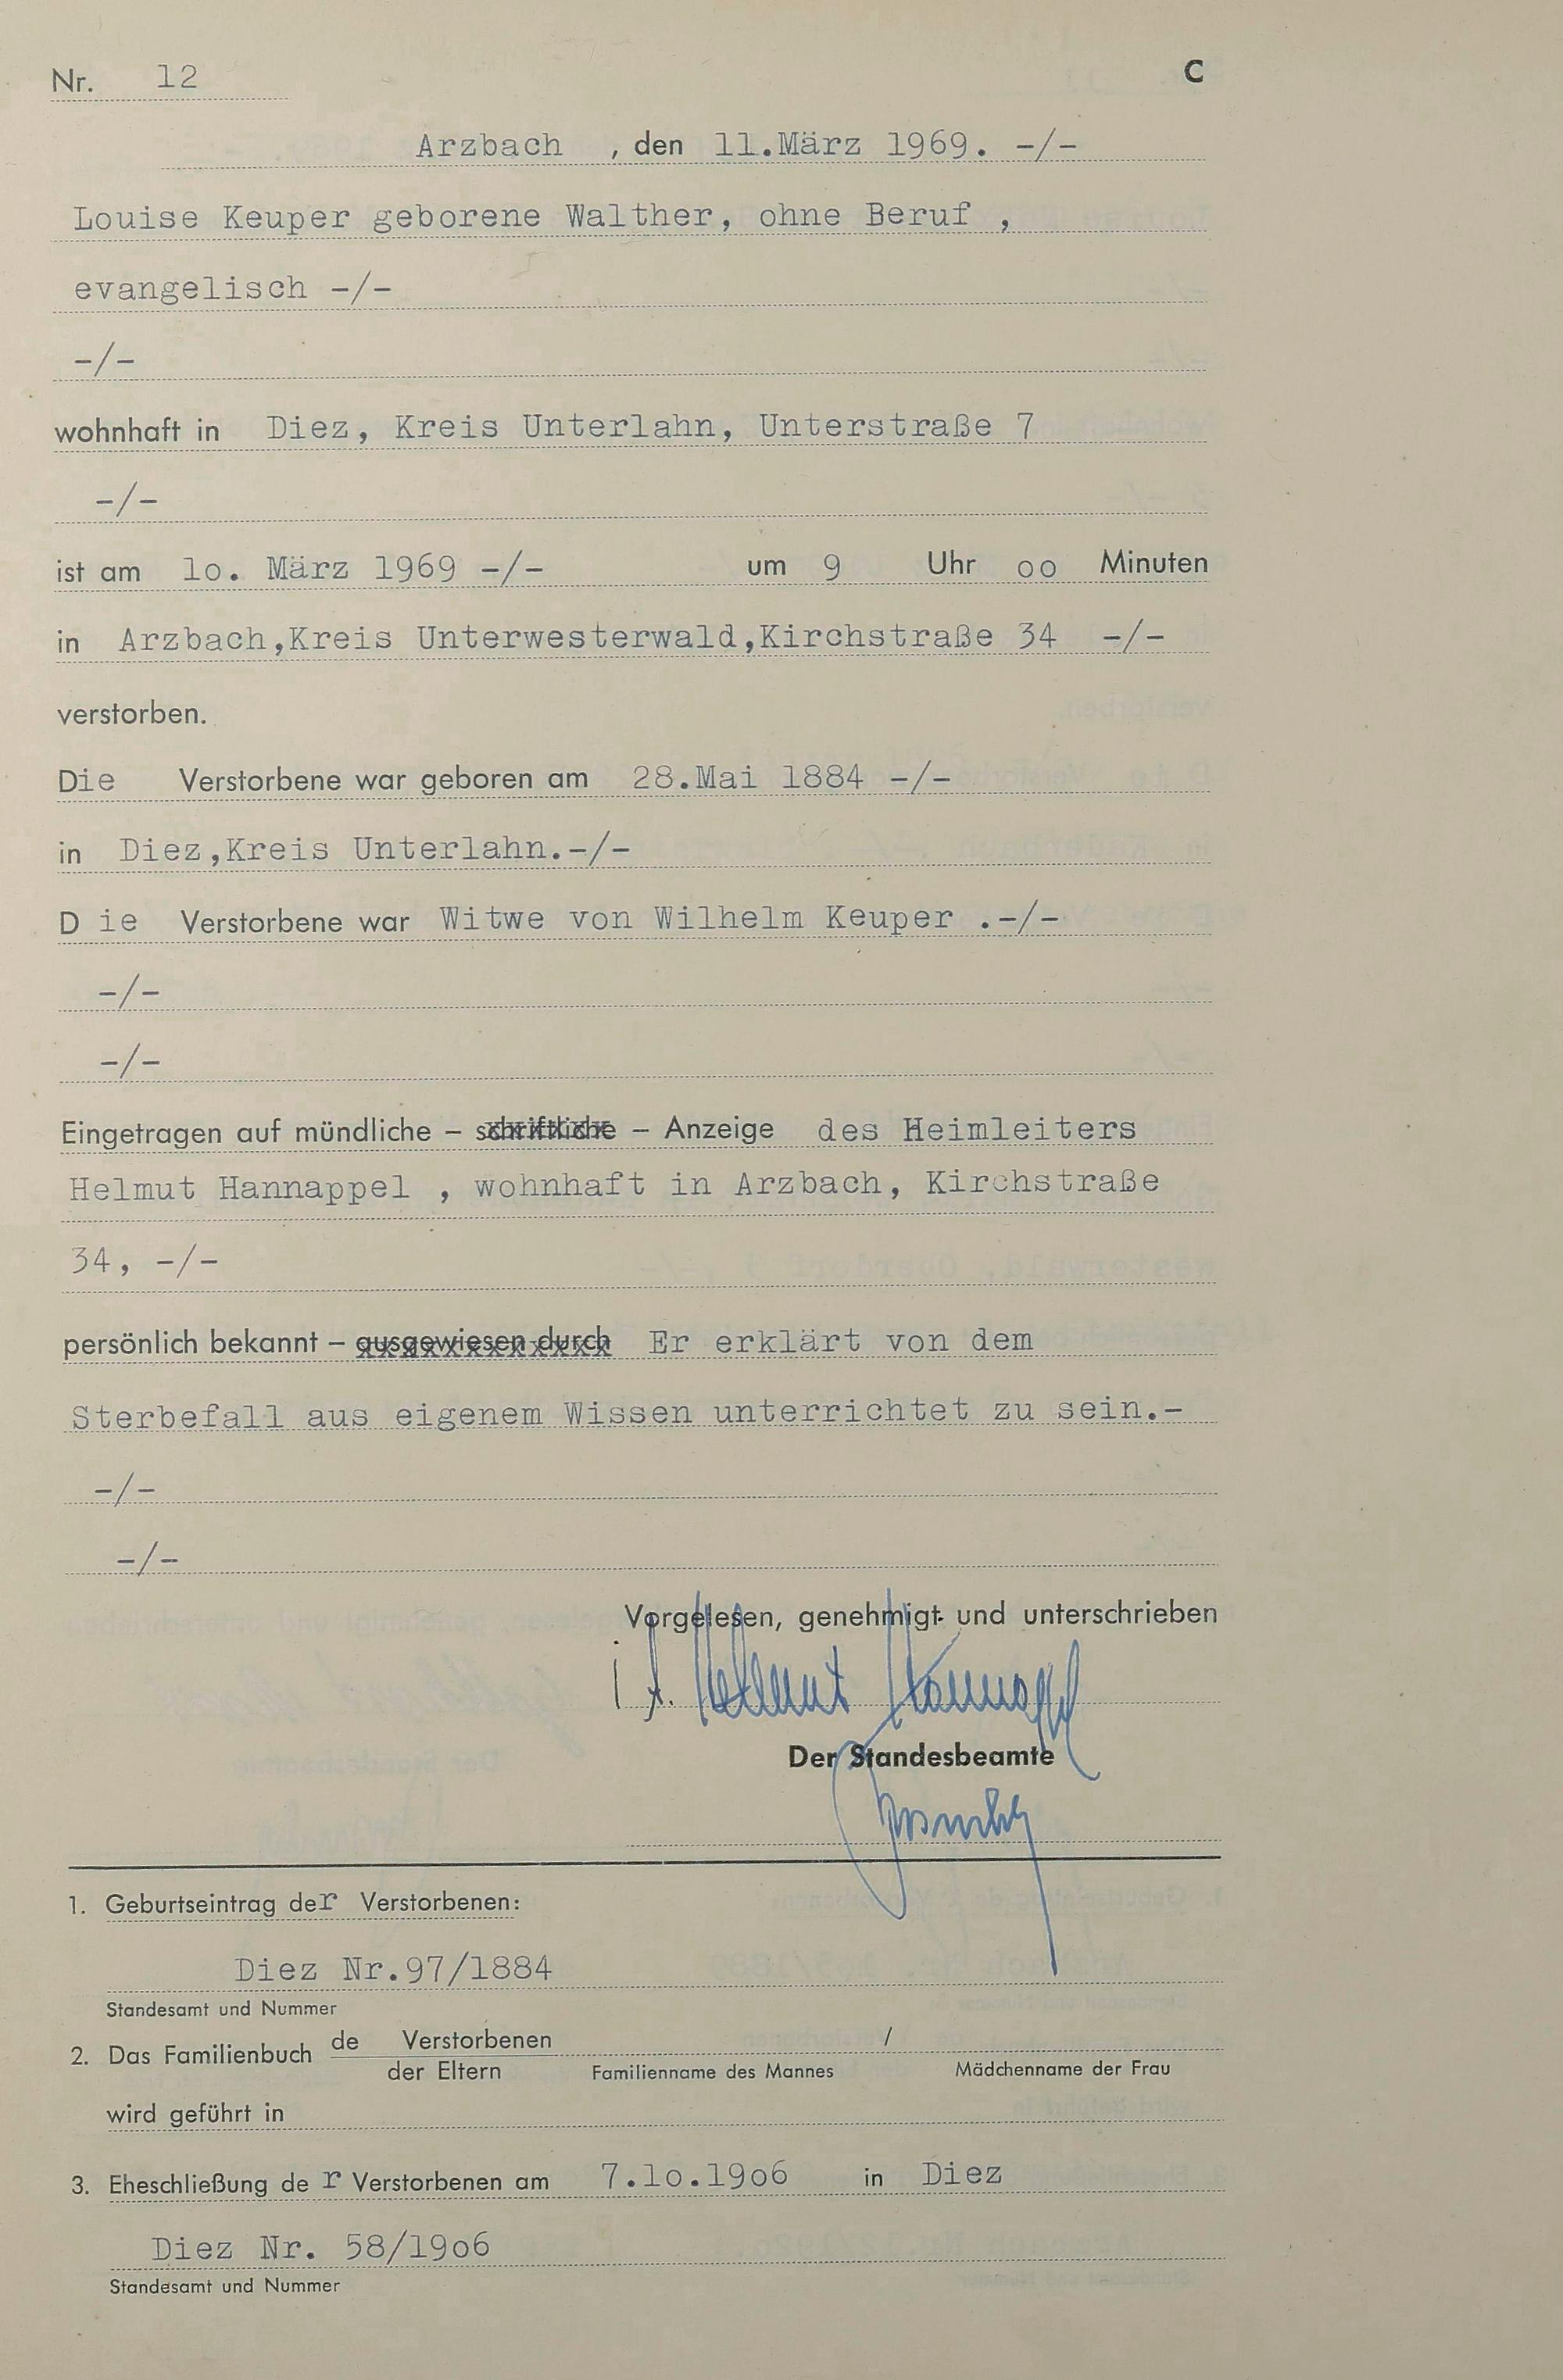 Nr. 12 C
Arzbach , den 11.März 1969. -/-
Louise Keuper geborene Walther, ohne Beruf ,
evangelisch -/-
-/-
wohnhaft in Diez, Kreis Unterlahn, Unterstraße 7
-/-
ist am lo. März 1969 -/- um 9 Uhr oo Minuten
in Arzbach,Kreis Unterwesterwald,Kirchstraße 34 -/-
verstorben.
Die Verstorbene war geboren am 28.Mai 1884 -/-
in Diez,Kreis Unterlahn.-/-
D ie Verstorbene war Witwe von Wilhelm Keuper .-/-
-/-
-/-
Eingetragen auf mündliche – schriftliche – Anzeige des Heimleiters
Helmut Hannappel , wohnhaft in Arzbach, Kirchstraße
34, -/-
persönlich bekannt – ausgewiesen durch Er erklärt von dem
Sterbefall aus eigenem Wissen unterrichtet zu sein.-
-/-
-/-
Vorgelesen, genehmigt und unterschrieben
Helmut Hannappel
Der Standesbeamte
1. Geburtseintrag der Verstorbenen:
Diez Nr.97/1884
Standesamt und Nummer
2. Das Familienbuch de Verstorbenen /
der Eltern Familienname des Mannes Mädchenname der Frau
wird geführt in
3. Eheschließung de r Verstorbenen am 7.lo.19o6 in Diez
Diez Nr. 58/19o6
Standesamt und Nummer